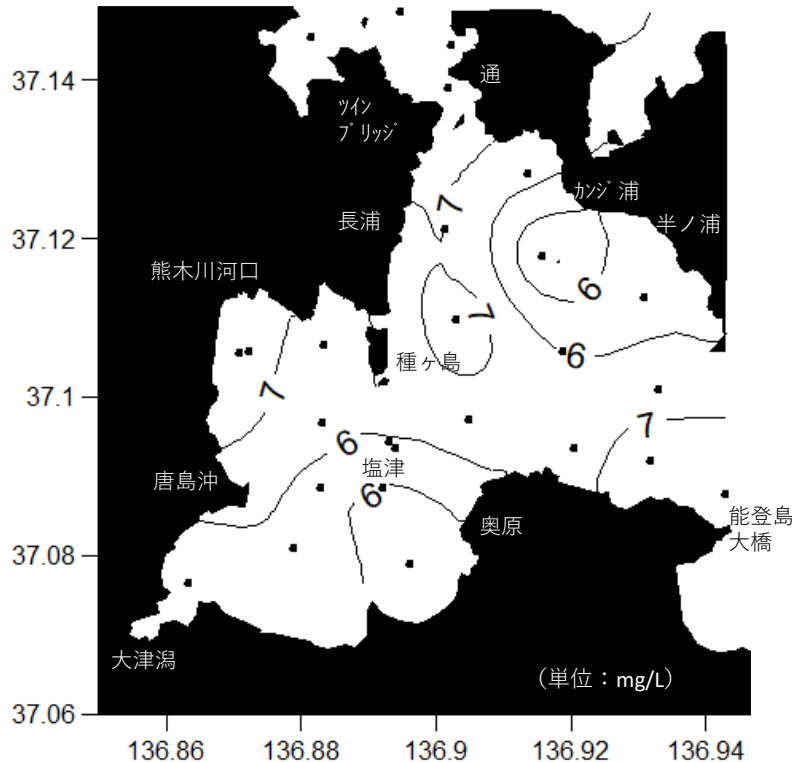 37.14
通
ﾂｲﾝ
ﾌﾞﾘｯｼﾞ
ｶﾝｼﾞ浦
7
長浦
半ノ浦
37.12
熊木川河口
6
7
6
種ヶ島
37.1
7
7
6
塩津
唐島沖
6
奥原
能登島
大橋
37.08
大津潟
（単位：mg/L）
37.06
136.86
136.88
136.9
136.92
136.94